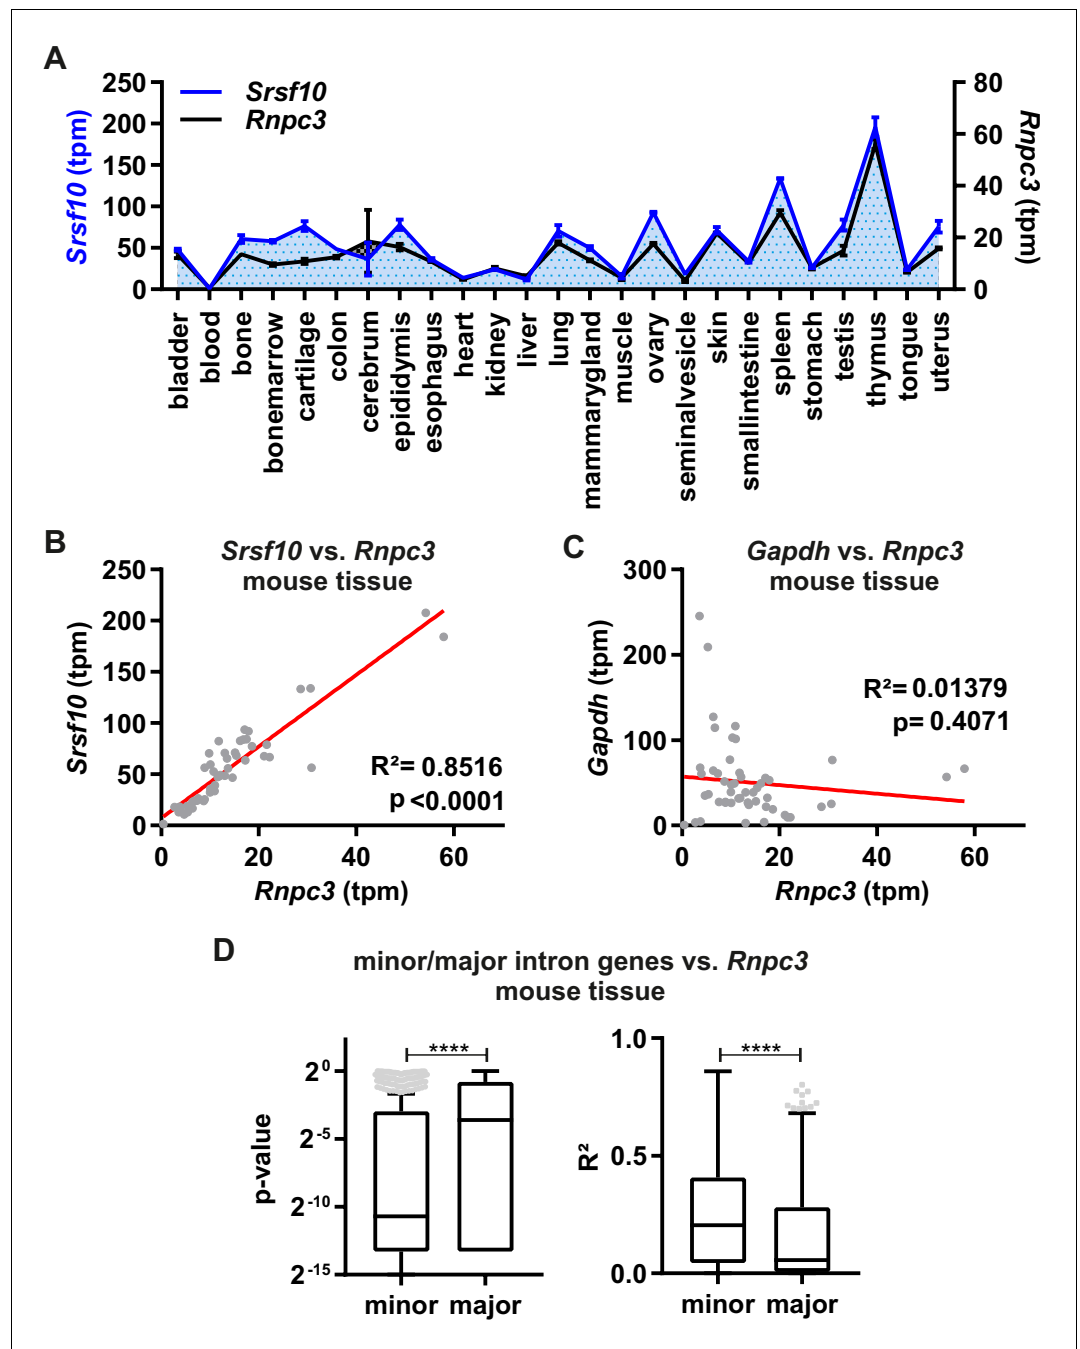 A
Srsf10
Rnpc3
Srsf10 (tpm)
250
200
150
100
50
0
80
60
40
20
0
Rnpc3 (tpm)
bladder
blood
bone
bonemarrow
cartilage
colon
cerebrum
epididymis
esophagus
heart
kidney
liver
lung
mammarygland
muscle
ovary
seminalvesicle
skin
smallintestine
spleen
stomach
testis
thymus
tongue
uterus
B
Srsf10 vs. Rnpc3
mouse tissue
Srsf10 (tpm)
250
200
150
100
50
0
R²= 0.8516
p <0.0001
0 20 40 60
Rnpc3 (tpm)
C
Gapdh vs. Rnpc3
mouse tissue
Gapdh (tpm)
300
200
100
0
R²= 0.01379
p= 0.4071
0 20 40 60
Rnpc3 (tpm)
D
minor/major intron genes vs. Rnpc3
mouse tissue
p-value
2⁰
2⁻⁵
2⁻¹⁰
2⁻¹⁵
****
minor major
R²
1.0
0.5
0.0
****
minor major